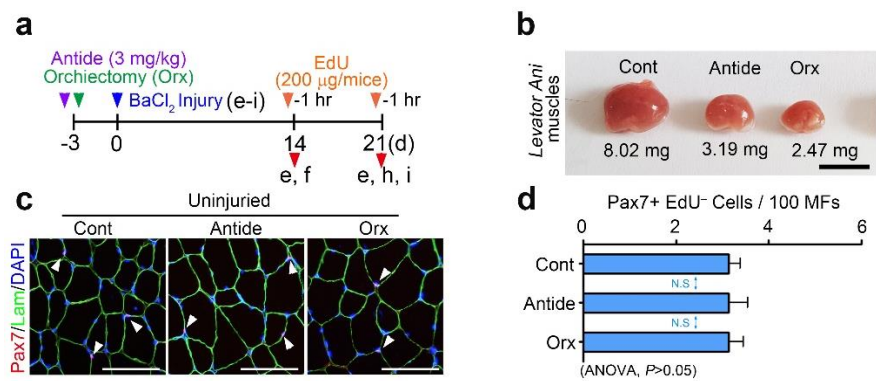 a
Antide (3 mg/kg)
Orchiectomy (Orx)
BaCl₂ Injury (e-i)
EdU
(200 µg/mice)
-1 hr
-1 hr
-3
0
14
21(d)
e, f
e, h, i
b
Cont
Antide
Orx
Levator Ani
muscles
8.02 mg
3.19 mg
2.47 mg
c
Uninjuried
Cont
Antide
Orx
Pax7/Lam/DAPI
d
Pax7+ EdU⁻ Cells / 100 MFs
0 2 4 6
Cont
N.S
Antide
N.S
Orx
(ANOVA, P>0.05)